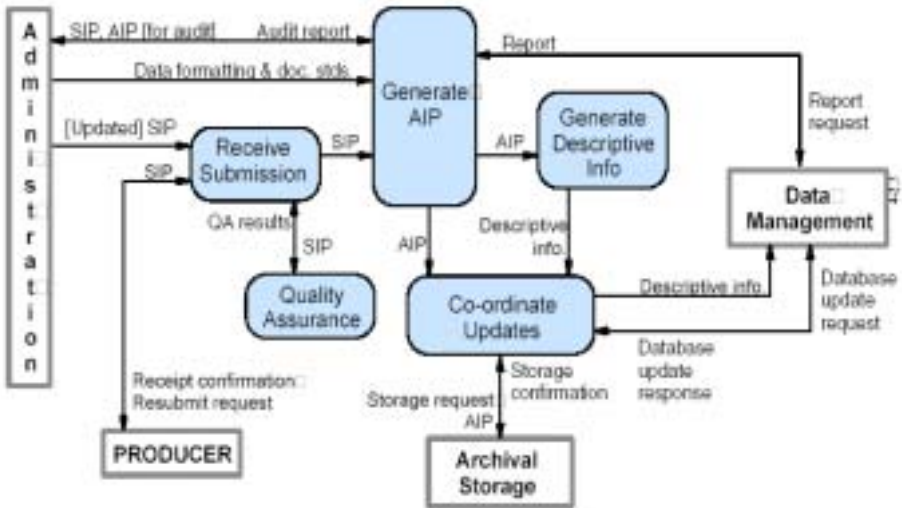 Administration
SIP, AIP [for audit] Audit report
Data formatting & doc. stds.
[Updated] SIP
SIP
Receive
Submission
SIP
Generate
AIP
Report
AIP
Generate
Descriptive
Info
Report
request
Data
Management
QA results
SIP
Quality
Assurance
AIP
Descriptive
info.
Co-ordinate
Updates
Descriptive info.
Database
update
request
Database
update
response
Receipt confirmation
Resubmit request
PRODUCER
Storage request
AIP
Storage
confirmation
Archival
Storage